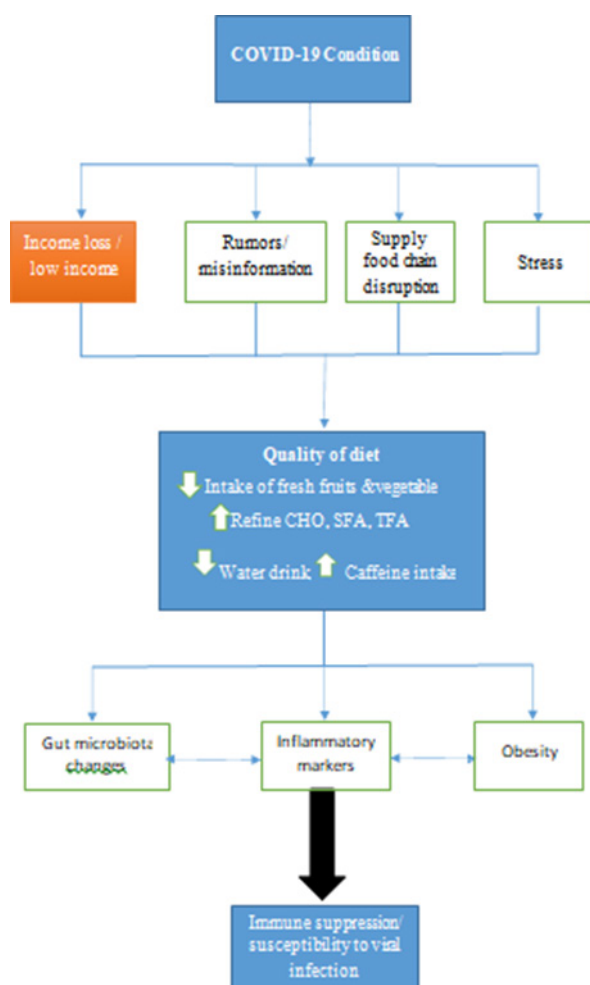 COVID-19 Condition
Income loss /
low income
Rumors/
misinformation
Supply
food chain
disruption
Stress
Quality of diet
Intake of fresh fruits &vegetable
Refine CHO, SFA, TFA
Water drink
Caffeine intake
Gut microbiota
changes
Inflammatory
markers
Obesity
Immune suppression/
susceptibility to viral
infection